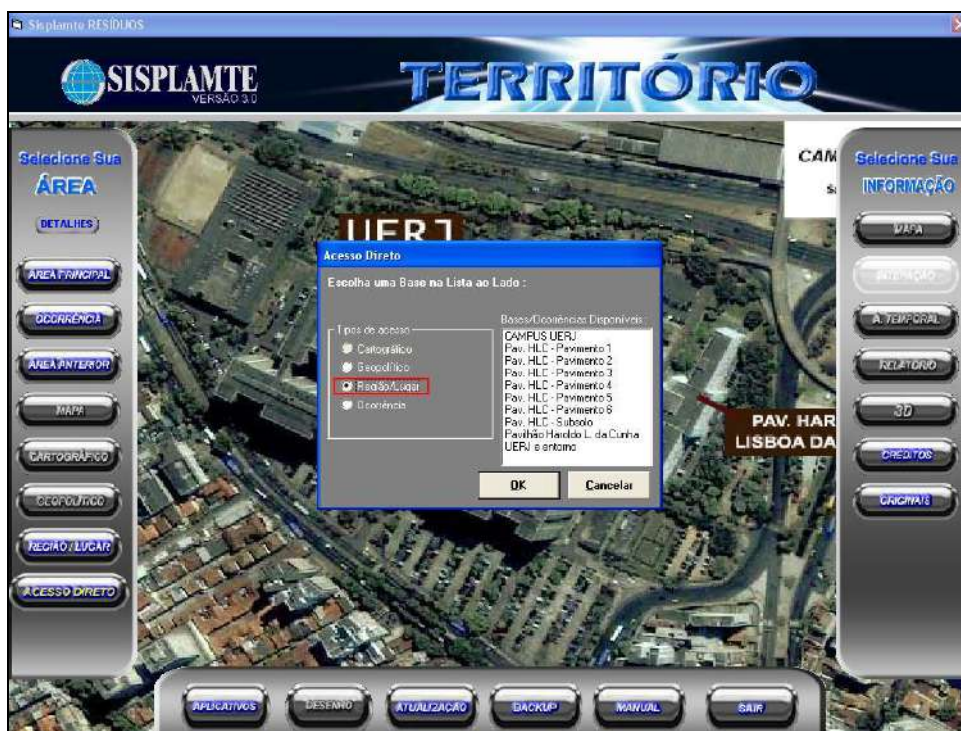 Sisplamte RESÍDUOS
SISPLAMTE
VERSÃO 3.0
TERRITÓRIO
Selecione Sua
ÁREA
DETALHES
ÁREA PRINCIPAL
OCORRÊNCIA
ÁREA ANTERIOR
MAPA
CARTOGRÁFICO
GEOPOLÍTICO
REGIÃO / LUGAR
ACESSO DIRETO
UERJ
CAM
PAV. HAR
LISBOA DA
Acesso Direto
Escolha uma Base na Lista ao Lado :
Tipos de acesso
Cartográfico
Geopolítico
Região/Lugar
Ocorrência
Bases/Ocorrências Disponíveis :
CAMPUS UERJ
Pav. HLC - Pavimento 1
Pav. HLC - Pavimento 2
Pav. HLC - Pavimento 3
Pav. HLC - Pavimento 4
Pav. HLC - Pavimento 5
Pav. HLC - Pavimento 6
Pav. HLC - Subsolo
Pavilhão Haroldo L. da Cunha
UERJ e entorno
OK
Cancelar
Selecione Sua
INFORMAÇÃO
MAPA
INTERAÇÃO
A. TEMPORAL
RELATÓRIO
3D
CRÉDITOS
ORIGINAIS
APLICATIVOS
DESENHO
ATUALIZAÇÃO
BACKUP
MANUAL
SAIR